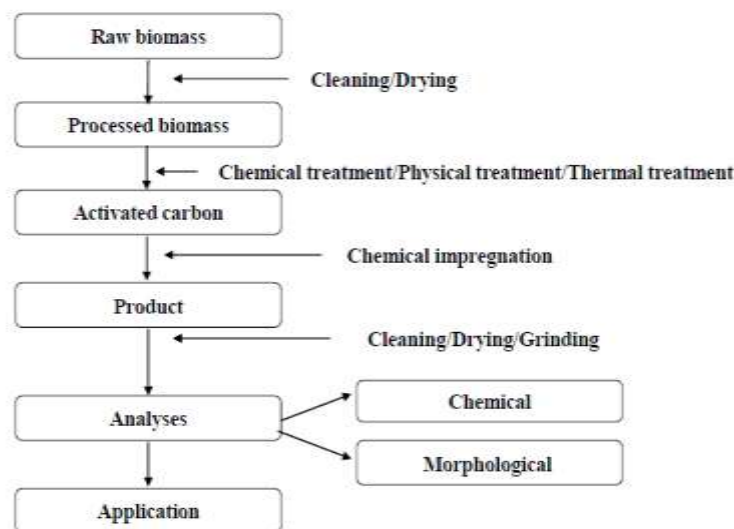 Raw biomass
Cleaning/Drying
Processed biomass
Chemical treatment/Physical treatment/Thermal treatment
Activated carbon
Chemical impregnation
Product
Cleaning/Drying/Grinding
Chemical
Analyses
Morphological
Application